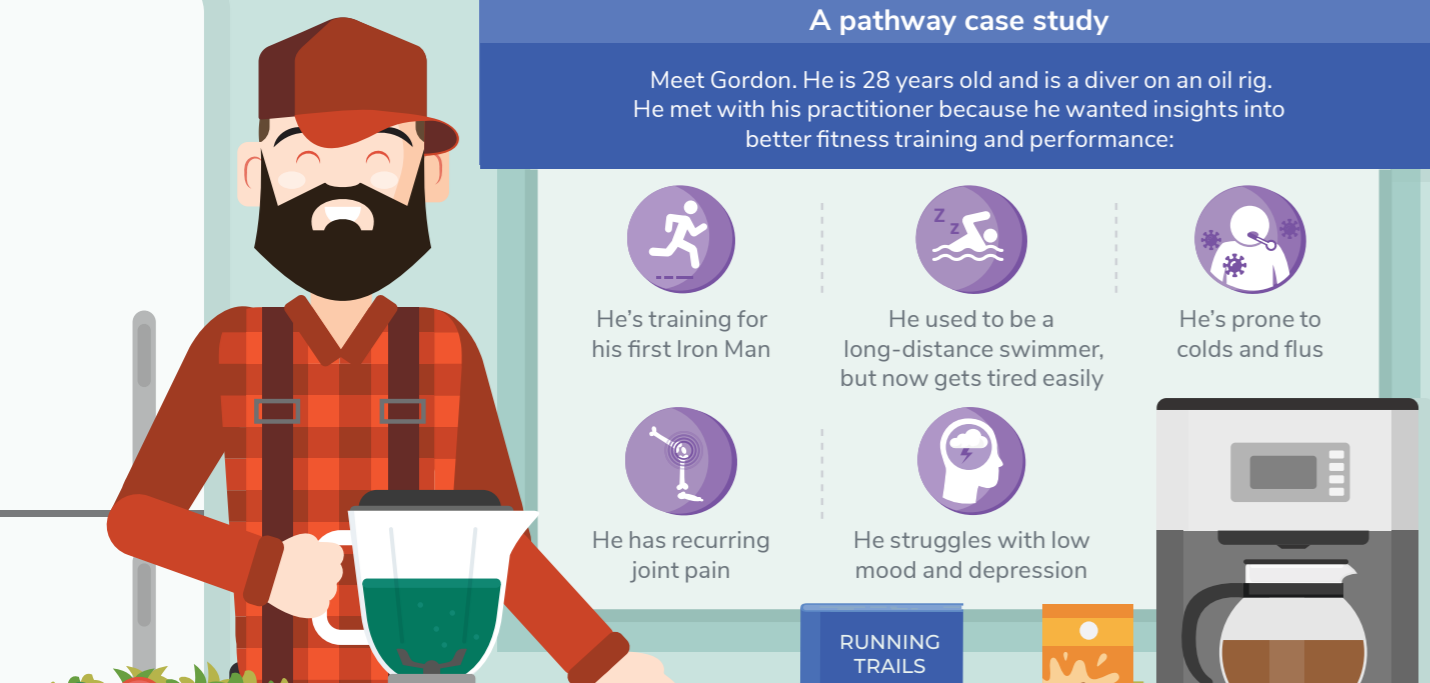 A pathway case study
Meet Gordon. He is 28 years old and is a diver on an oil rig.
He met with his practitioner because he wanted insights into
better fitness training and performance:
He's training for
his first Iron Man
Z
z
He used to be a
long-distance swimmer,
but now gets tired easily
He's prone to
colds and flus
He has recurring
joint pain
He struggles with low
mood and depression
RUNNING
TRAILS